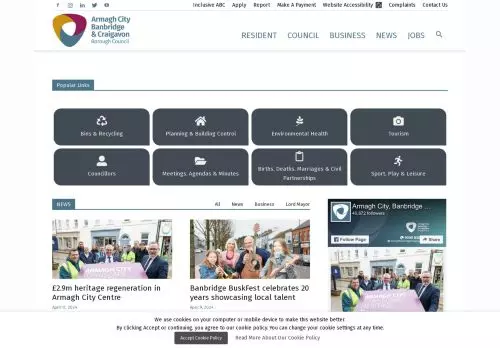 Inclusive ABC Apply Report Make A Payment Website Accessibility Complaints Contact Us
Armagh City
Banbridge
& Craigavon
Borough Council
RESIDENT COUNCIL BUSINESS NEWS JOBS
Popular Links
Bins & Recycling
Planning & Building Control
Environmental Health
Tourism
Councillors
Meetings, Agendas & Minutes
Births, Deaths, Marriages & Civil
Partnerships
Sport, Play & Leisure
NEWS
All News Business Lord Mayor
£2.9m heritage regeneration in
Armagh City Centre
Banbridge BuskFest celebrates 20
years showcasing local talent
April 9, 2024
Armagh City, Banbridge ...
Follow Page
Share
We use cookies on your computer or mobile device to make this website better.
By clicking Accept or continuing, you agree to our cookie policy. You can change your cookie settings at any time.
Accept Cookie Policy
Read More About Our Cookie Policy